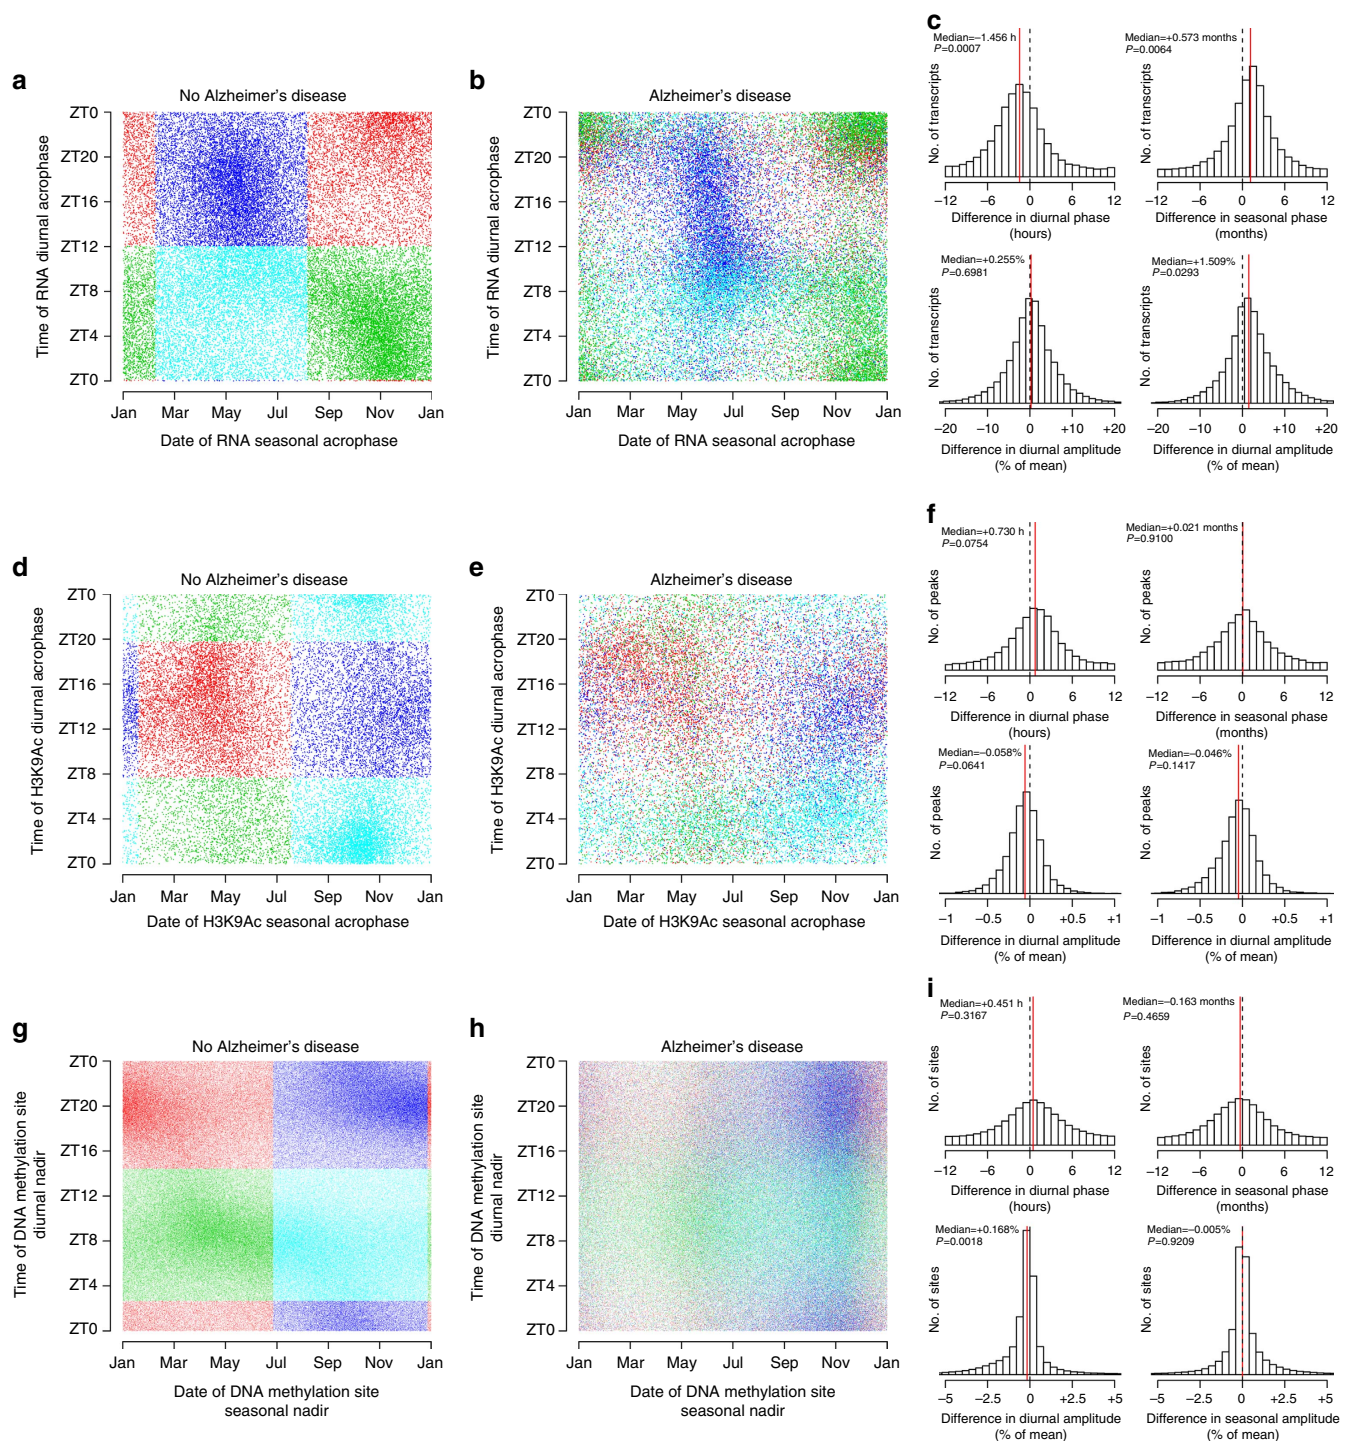 a
No Alzheimer's disease
Time of RNA diurnal acrophase
ZT0
ZT20
ZT16
ZT12
ZT8
ZT4
ZT0
Jan Mar May Jul Sep Nov Jan
Date of RNA seasonal acrophase
b
Alzheimer's disease
Time of RNA diurnal acrophase
ZT0
ZT20
ZT16
ZT12
ZT8
ZT4
ZT0
Jan Mar May Jul Sep Nov Jan
Date of RNA seasonal acrophase
c
Median=−1.456 h
P=0.0007
No. of transcripts
−12 −6 0 6 12
Difference in diurnal phase
(hours)
Median=+0.573 months
P=0.0064
No. of transcripts
−12 −6 0 6 12
Difference in seasonal phase
(months)
Median=+0.255%
P=0.6981
No. of transcripts
−20 −10 0 +10 +20
Difference in diurnal amplitude
(% of mean)
Median=+1.509%
P=0.0293
No. of transcripts
−20 −10 0 +10 +20
Difference in diurnal amplitude
(% of mean)
d
No Alzheimer's disease
Time of H3K9Ac diurnal acrophase
ZT0
ZT20
ZT16
ZT12
ZT8
ZT4
ZT0
Jan Mar May Jul Sep Nov Jan
Date of H3K9Ac seasonal acrophase
e
Alzheimer's disease
Time of H3K9Ac diurnal acrophase
ZT0
ZT20
ZT16
ZT12
ZT8
ZT4
ZT0
Jan Mar May Jul Sep Nov Jan
Date of H3K9Ac seasonal acrophase
f
Median=+0.730 h
P=0.0754
No. of peaks
−12 −6 0 6 12
Difference in diurnal phase
(hours)
Median=+0.021 months
P=0.9100
No. of peaks
−12 −6 0 6 12
Difference in seasonal phase
(months)
Median=−0.058%
P=0.0641
No. of peaks
−1 −0.5 0 +0.5 +1
Difference in diurnal amplitude
(% of mean)
Median=−0.046%
P=0.1417
No. of peaks
−1 −0.5 0 +0.5 +1
Difference in diurnal amplitude
(% of mean)
g
No Alzheimer's disease
Time of DNA methylation site
diurnal nadir
ZT0
ZT20
ZT16
ZT12
ZT8
ZT4
ZT0
Jan Mar May Jul Sep Nov Jan
Date of DNA methylation site
seasonal nadir
h
Alzheimer's disease
Time of DNA methylation site
diurnal nadir
ZT0
ZT20
ZT16
ZT12
ZT8
ZT4
ZT0
Jan Mar May Jul Sep Nov Jan
Date of DNA methylation site
seasonal nadir
i
Median=+0.451 h
P=0.3167
No. of sites
−12 −6 0 6 12
Difference in diurnal phase
(hours)
Median=−0.163 months
P=0.4659
No. of sites
−12 −6 0 6 12
Difference in seasonal phase
(months)
Median=+0.168%
P=0.0018
No. of sites
−5 −2.5 0 +2.5 +5
Difference in diurnal amplitude
(% of mean)
Median=−0.005%
P=0.9209
No. of sites
−5 −2.5 0 +2.5 +5
Difference in seasonal amplitude
(% of mean)